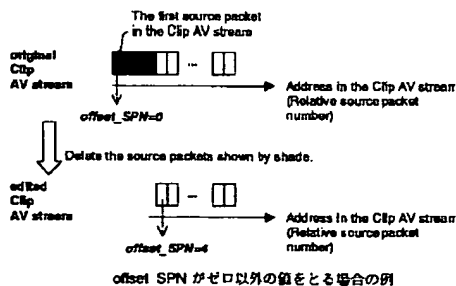 The first source packet
in the Clip AV stream
original
Clip
AV stream
...
Address in the Clip AV stream
(Relative source packet
number)
offset_SPN=0
Delete the source packets shown by shade.
edited
Clip
AV stream
...
Address in the Clip AV stream
(Relative source packet
number)
offset_SPN=4
offset SPN がゼロ以外の値をとる場合の例